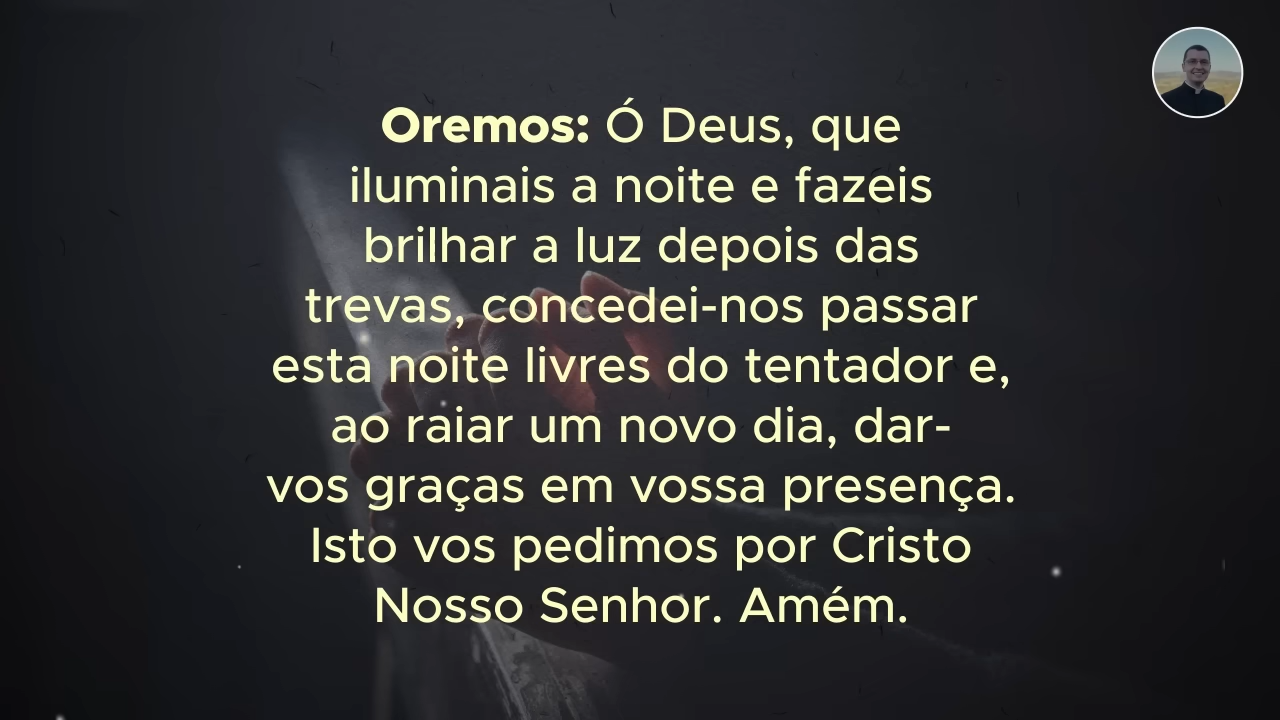 Oremos: Ó Deus, que
iluminais a noite e fazeis
brilhar a luz depois das
trevas, concedei-nos passar
esta noite livres do tentador e,
ao raiar um novo dia, dar-
vos graças em vossa presença.
Isto vos pedimos por Cristo
Nosso Senhor. Amém.